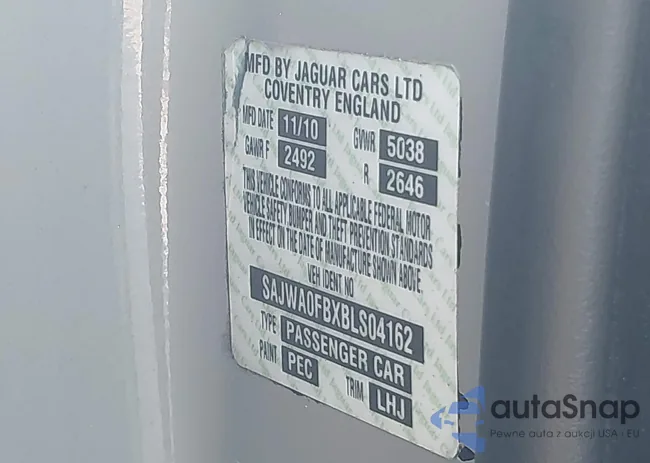 MFD BY JAGUAR CARS LTD
COVENTRY ENGLAND
MFD DATE 11/10 GVWR 5038
GAWR F 2492 R 2646
THIS VEHICLE CONFORMS TO ALL APPLICABLE FEDERAL MOTOR
VEHICLE SAFETY, BUMPER AND THEFT PREVENTION STANDARDS
IN EFFECT ON THE DATE OF MANUFACTURE SHOWN ABOVE.
VEH IDENT NO
SAJWA0FBXBLS04162
TYPE PASSENGER CAR
PAINT PEC TRIM LHJ
autaSnap
Pewne auta z aukcji USA i EU